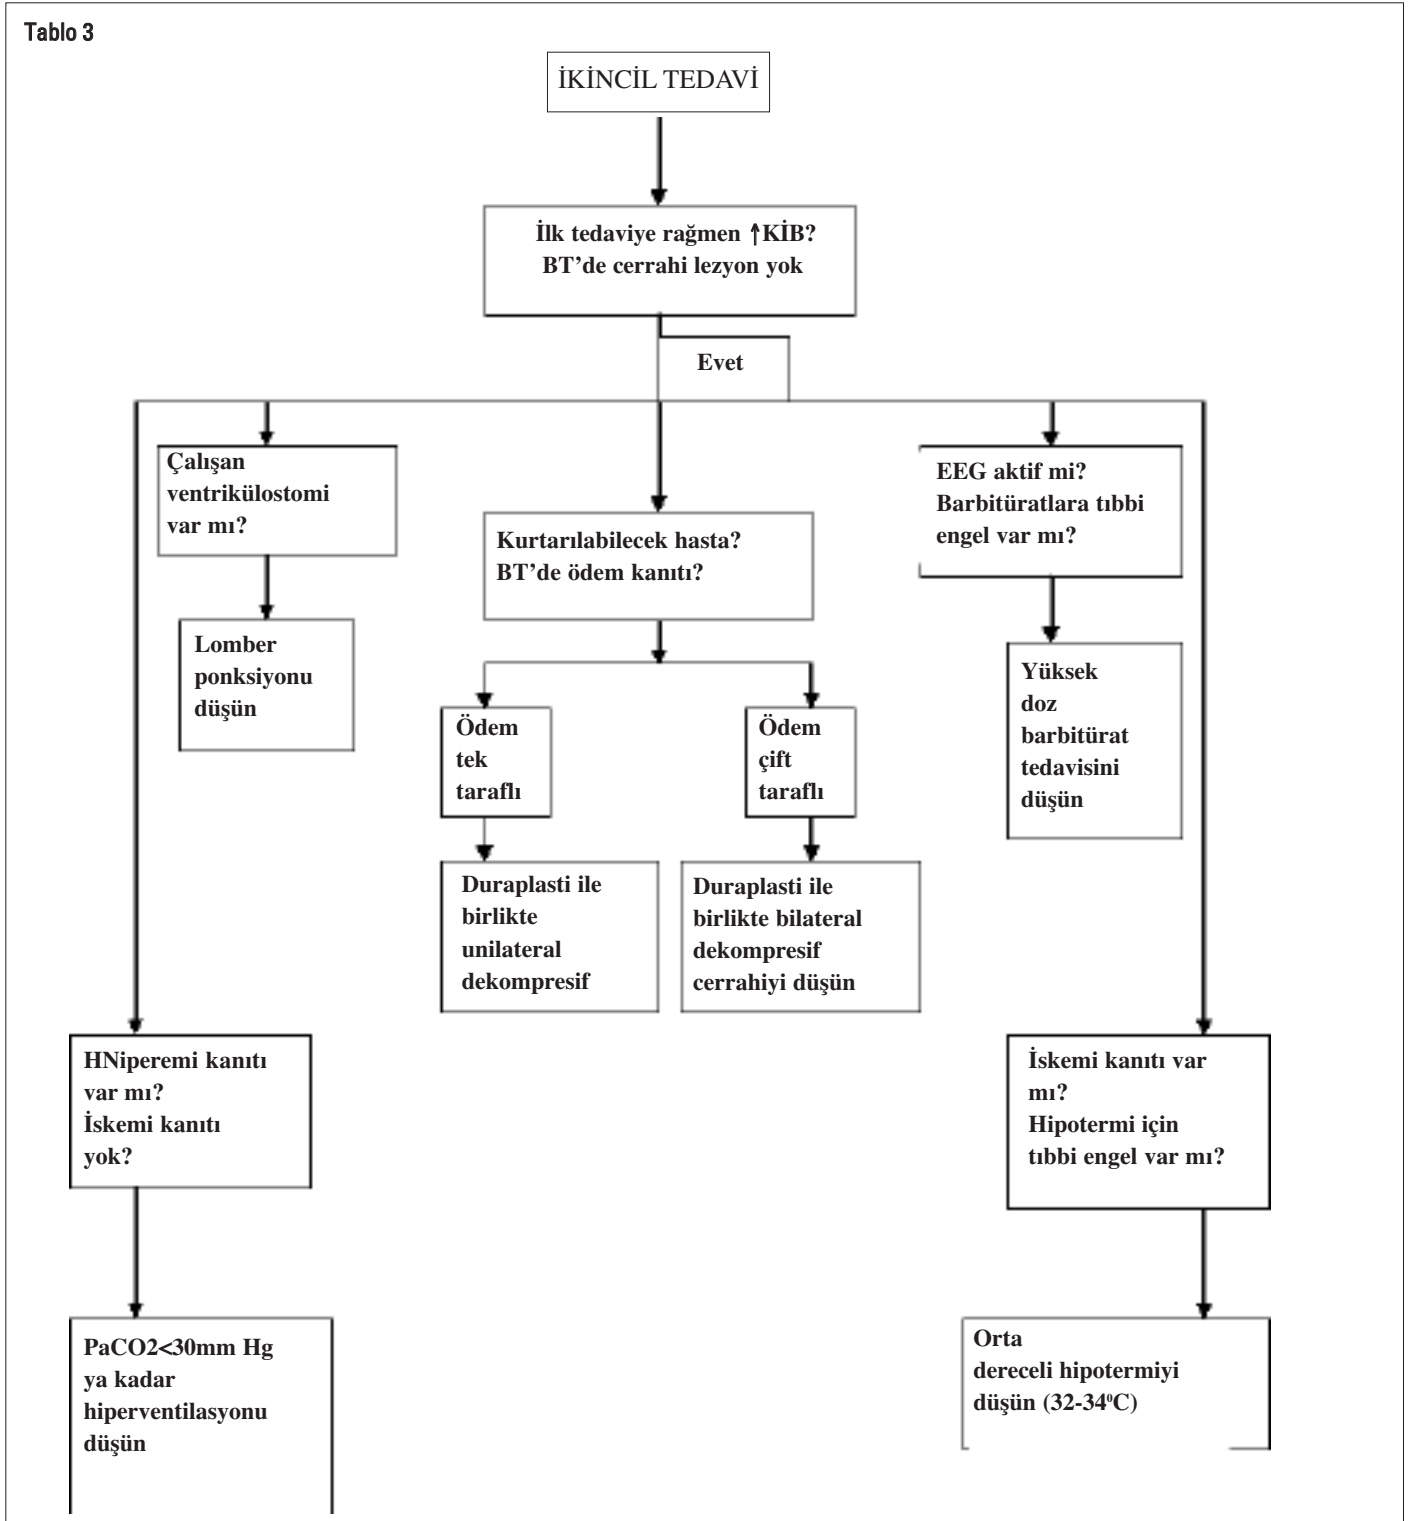 Tablo 3
İKİNCİL TEDAVİ
İlk tedaviye rağmen ↑KİB?
BT’de cerrahi lezyon yok
Evet
Çalışan
ventrikülostomi
var mı?
Lomber
ponksiyonu
düşün
Kurtarılabilecek hasta?
BT’de ödem kanıtı?
Ödem
tek
taraflı
Ödem
çift
taraflı
Duraplasti ile
birlikte
unilateral
dekompresif
Duraplasti ile
birlikte bilateral
dekompresif
cerrahiyi düşün
EEG aktif mi?
Barbitüratlara tıbbi
engel var mı?
Yüksek
doz
barbitürat
tedavisini
düşün
HNiperemi kanıtı
var mı?
İskemi kanıtı
yok?
PaCO2<30mm Hg
ya kadar
hiperventilasyonu
düşün
İskemi kanıtı var
mı?
Hipotermi için
tıbbi engel var mı?
Orta
dereceli hipotermiyi
düşün (32-34⁰C)